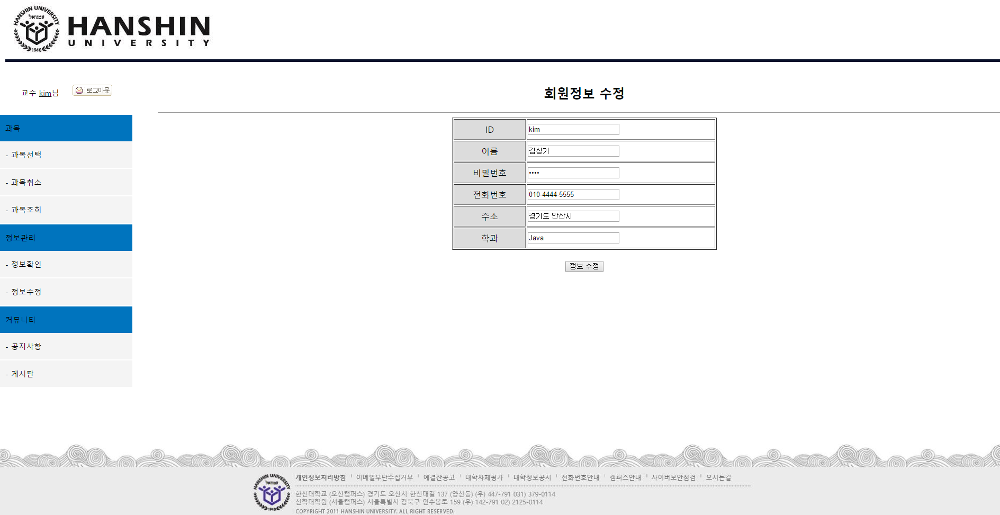 HANSHIN UNIVERSITY
עמנואל
1940
HANSHIN
UNIVERSITY
교수 kim님
로그아웃
과목
- 과목선택
- 과목취소
- 과목조회
정보관리
- 정보확인
- 정보수정
커뮤니티
- 공지사항
- 게시판
회원정보 수정
ID kim
이름 김성기
비밀번호 ••••
전화번호 010-4444-5555
주소 경기도 안산시
학과 Java
정보 수정
HANSHIN UNIVERSITY
עמנואל
1940
개인정보처리방침 이메일무단수집거부 예결산공고 대학자체평가 대학정보공시 전화번호안내 캠퍼스안내 사이버보안점검 오시는길
한신대학교 (오산캠퍼스) 경기도 오산시 한신대길 137 (양산동) (우) 447-791 031) 379-0114
신학대학원 (서울캠퍼스) 서울특별시 강북구 인수봉로 159 (우) 142-791 02) 2125-0114
COPYRIGHT 2011 HANSHIN UNIVERSITY. ALL RIGHT RESERVED.